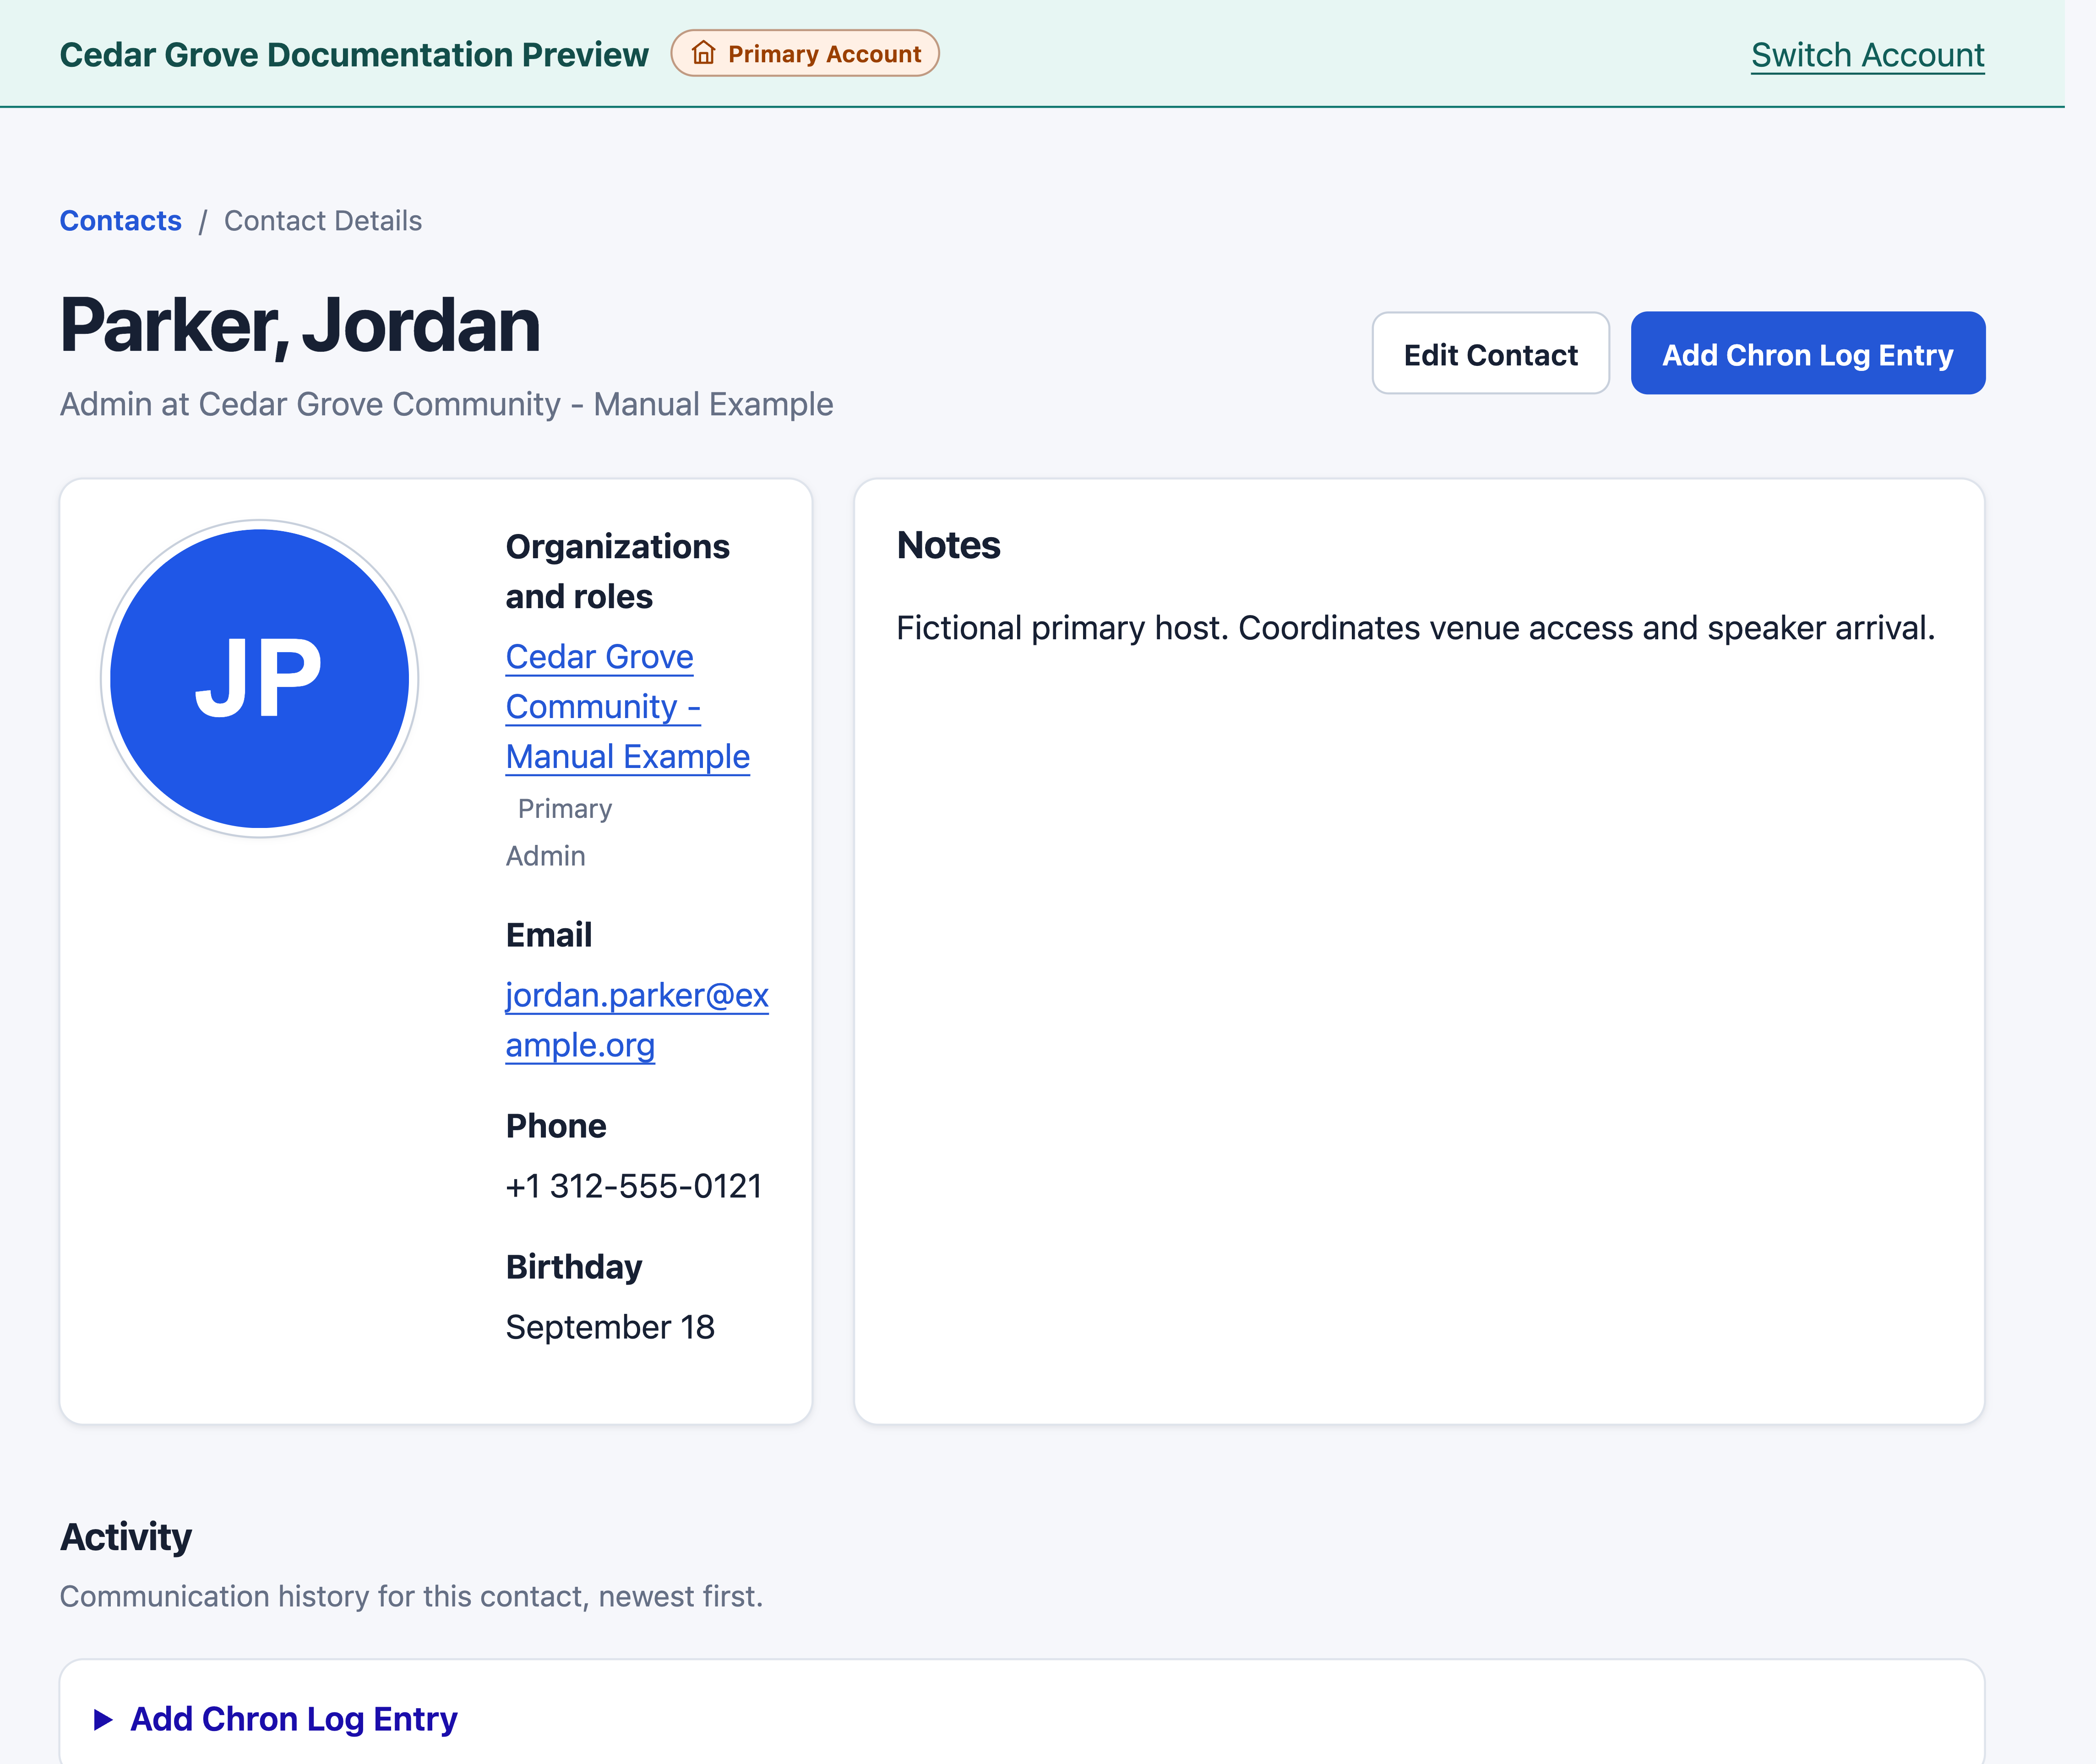 Cedar Grove Documentation Preview
Primary Account
Switch Account
Contacts / Contact Details
Parker, Jordan
Admin at Cedar Grove Community - Manual Example
Edit Contact
Add Chron Log Entry
JP
Organizations
and roles
Cedar Grove
Community -
Manual Example
Primary
Admin
Email
jordan.parker@ex
ample.org
Phone
+1 312-555-0121
Birthday
September 18
Notes
Fictional primary host. Coordinates venue access and speaker arrival.
Activity
Communication history for this contact, newest first.
Add Chron Log Entry